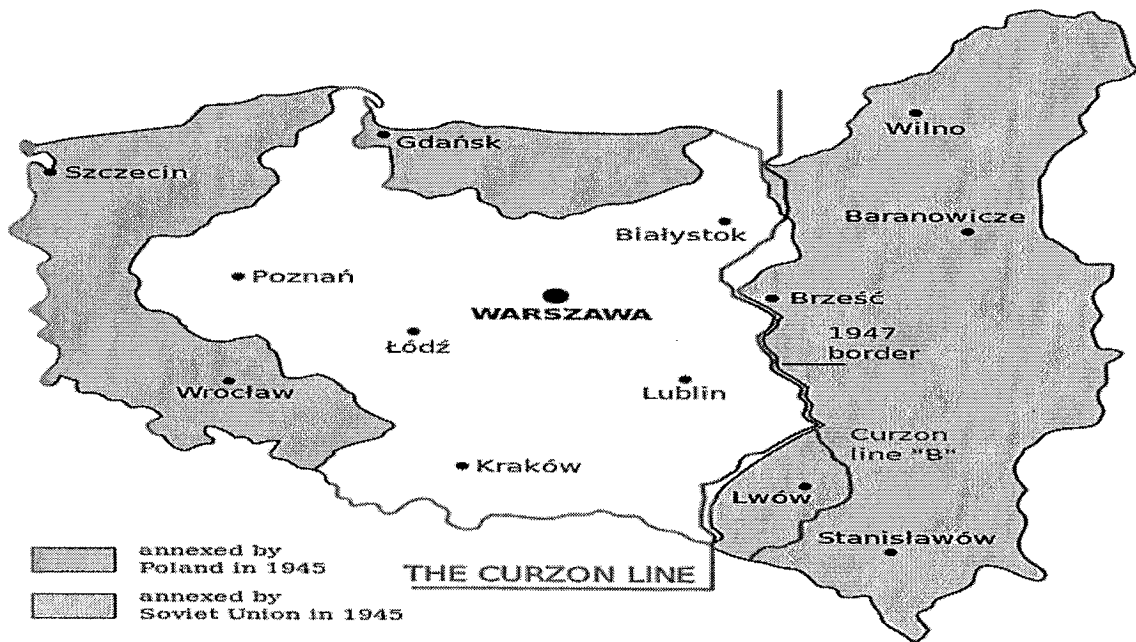 Wilno
Gdańsk
Szczecin
Baranowicze
Białystok
Poznań
Brześć
WARSZAWA
1947
border
Łódź
Wrocław
Lublin
Curzon
line "B"
Kraków
Lwów
Stanisławów
annexed by
Poland in 1945
THE CURZON LINE
annexed by
Soviet Union in 1945